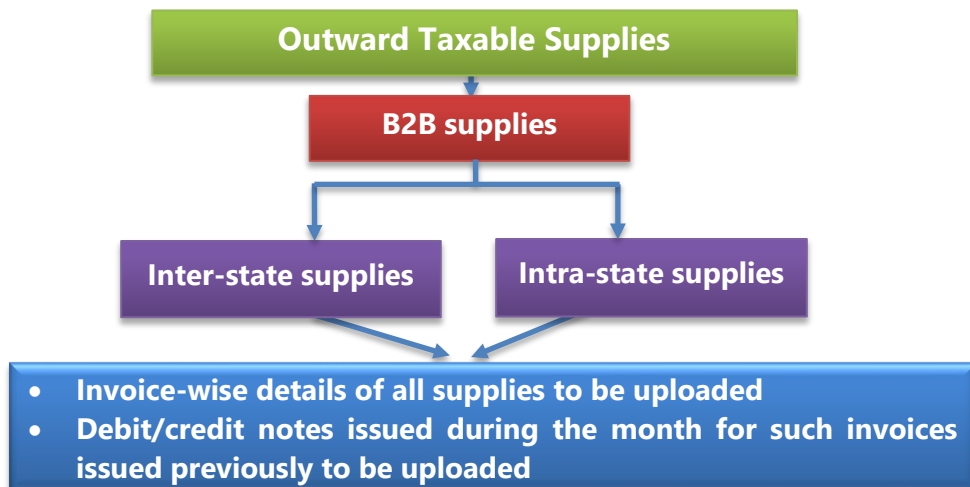 Outward Taxable Supplies
B2B supplies
Inter-state supplies
Intra-state supplies
• Invoice-wise details of all supplies to be uploaded
• Debit/credit notes issued during the month for such invoices
issued previously to be uploaded